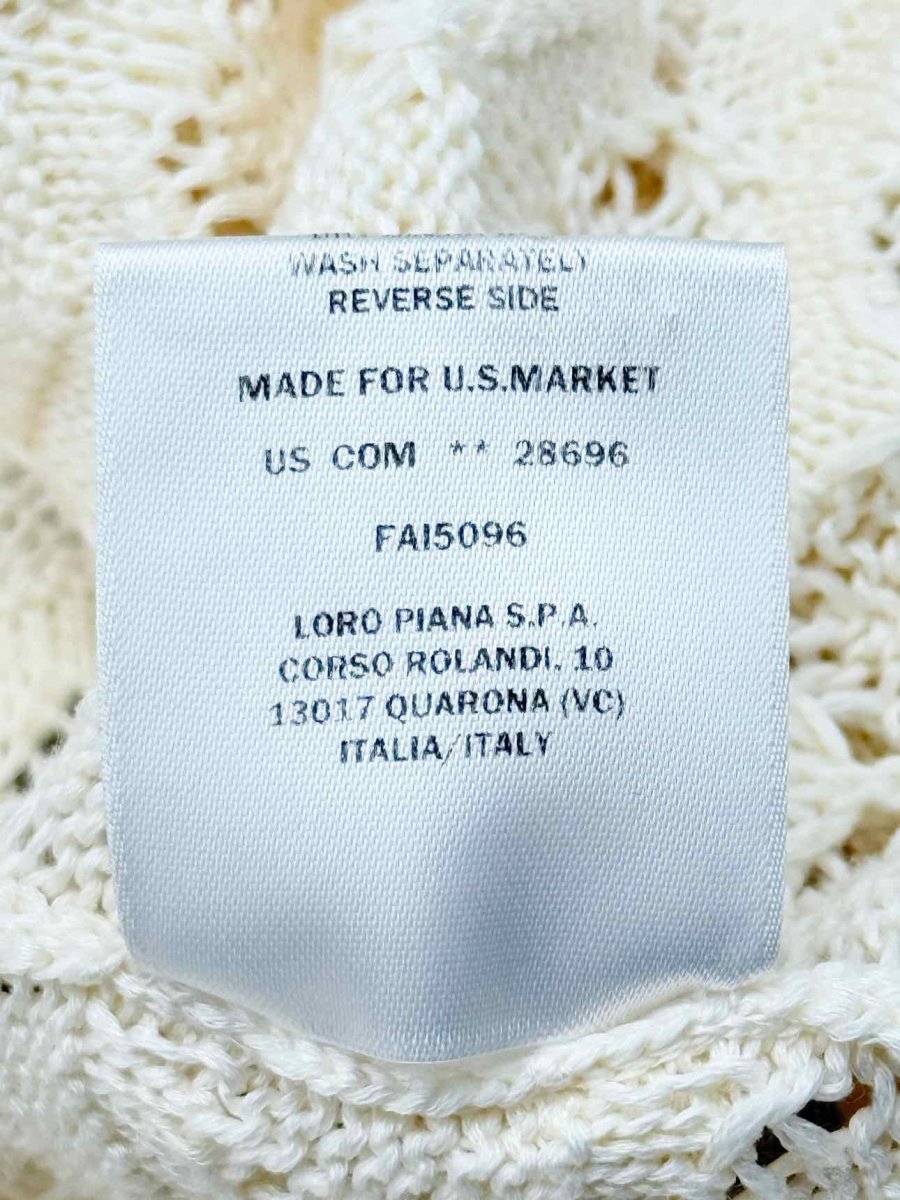 WASH SEPARATELY
REVERSE SIDE
MADE FOR U.S.MARKET
US COM ** 28696
FAI5096
LORO PIANA S.P.A.
CORSO ROLANDI, 10
13017 QUARONA (VC)
ITALIA/ITALY